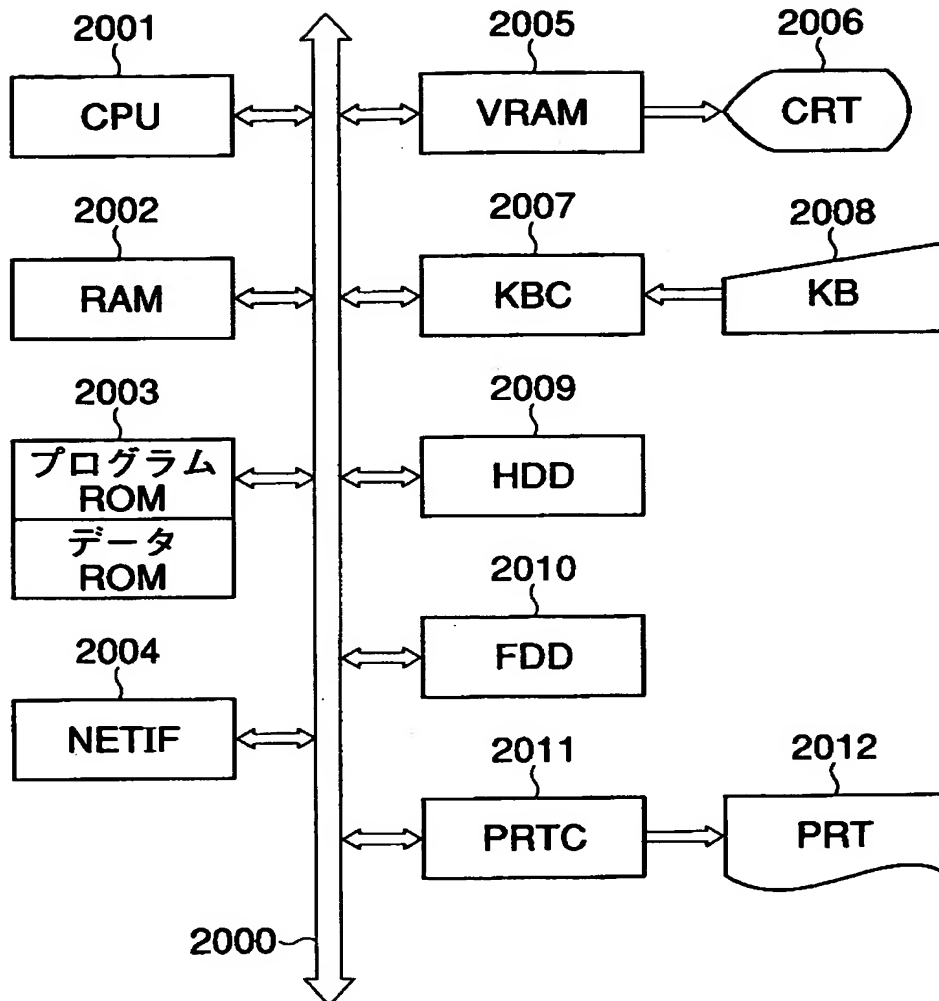 2001
CPU
2002
RAM
2003
プログラム
ROM
データ
ROM
2004
NETIF
2005
VRAM
2006
CRT
2007
KBC
2008
KB
2009
HDD
2010
FDD
2011
PRTC
2012
PRT
2000